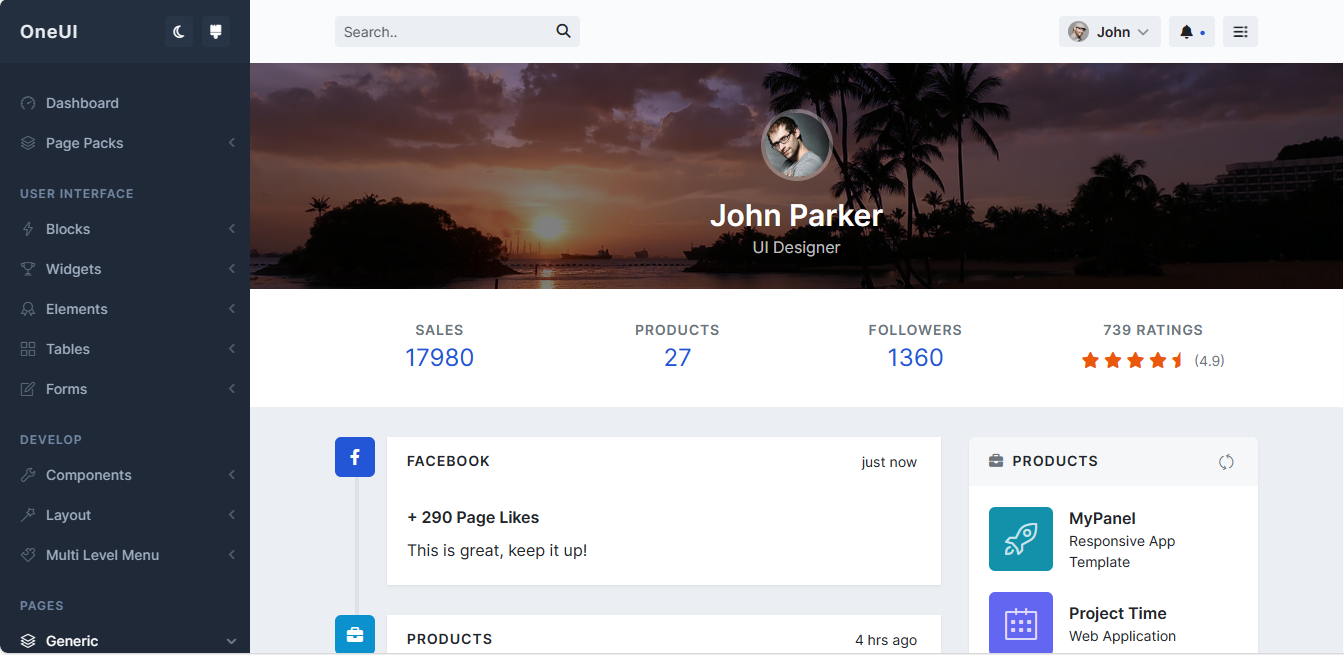 OneUI
Search..
John
Dashboard
Page Packs
USER INTERFACE
Blocks
Widgets
Elements
Tables
Forms
DEVELOP
Components
Layout
Multi Level Menu
PAGES
Generic
John Parker
UI Designer
SALES
17980
PRODUCTS
27
FOLLOWERS
1360
739 RATINGS
(4.9)
FACEBOOK
just now
+ 290 Page Likes
This is great, keep it up!
PRODUCTS
4 hrs ago
PRODUCTS
MyPanel
Responsive App
Template
Project Time
Web Application